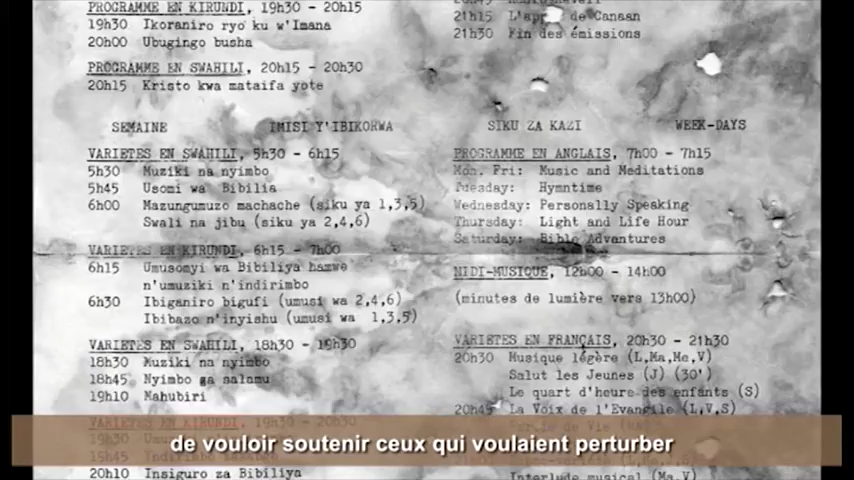 PROGRAMME EN KIRUNDI, 19h30 - 20h15
19h30 Ikoraniro ryo ku w'Imana
20h00 Ubugingo busha
PROGRAMME EN SWAHILI, 20h15 - 20h30
20h15 Kristo kwa mataifa yote
21h15 de Canaan
21h30 Fin des émissions
SEMAINE IMISI Y'IBIKORWA SIKU ZA KAZI WEEK-DAYS
VARIETES EN SWAHILI, 5h30 - 6h15
5h30 Muziki na nyimbo
5h45 Usomi wa Bibilia
6h00 Mazungumuzo machache (siku ya 1,3,5)
Swali na jibu (siku ya 2,4,6)
VARIETES EN KIRUNDI, 6h15 - 7h00
6h15 Umusomyi wa Bibiliya hamwe
n'umuziki n'indirimbo
6h30 Ibiganiro bigufi (umusi wa 2,4,6)
Ibibazo n'inyishu (umusi wa 1,3,5)
VARIETES EN SWAHILI, 18h30 - 19h30
18h30 Muziki na nyimbo
18h45 Nyimbo ga salamu
19h10 Mahubiri
VARIETES EN KIRUNDI, 19h30 - 20h30
19h30
19h45
20h10 Insiguro za Bibiliya
PROGRAMME EN ANGLAIS, 7h00 - 7h15
Mon. Fri: Music and Meditations
Tuesday: Hymntime
Wednesday: Personally Speaking
Thursday: Light and Life Hour
Saturday: Bible Adventures
MIDI-MUSIQUE, 12h00 - 14h00
(minutes de lumière vers 13h00)
VARIETES EN FRANÇAIS, 20h30 - 21h30
20h30 Musique légère (L,Ma,Me,V)
Salut les Jeunes (J) (30')
Le quart d'heure des enfants (S)
20h45 La Voix de l'Evangile (L,V,S)
Interlude musical (Ma,V)
de vouloir soutenir ceux qui voulaient perturber